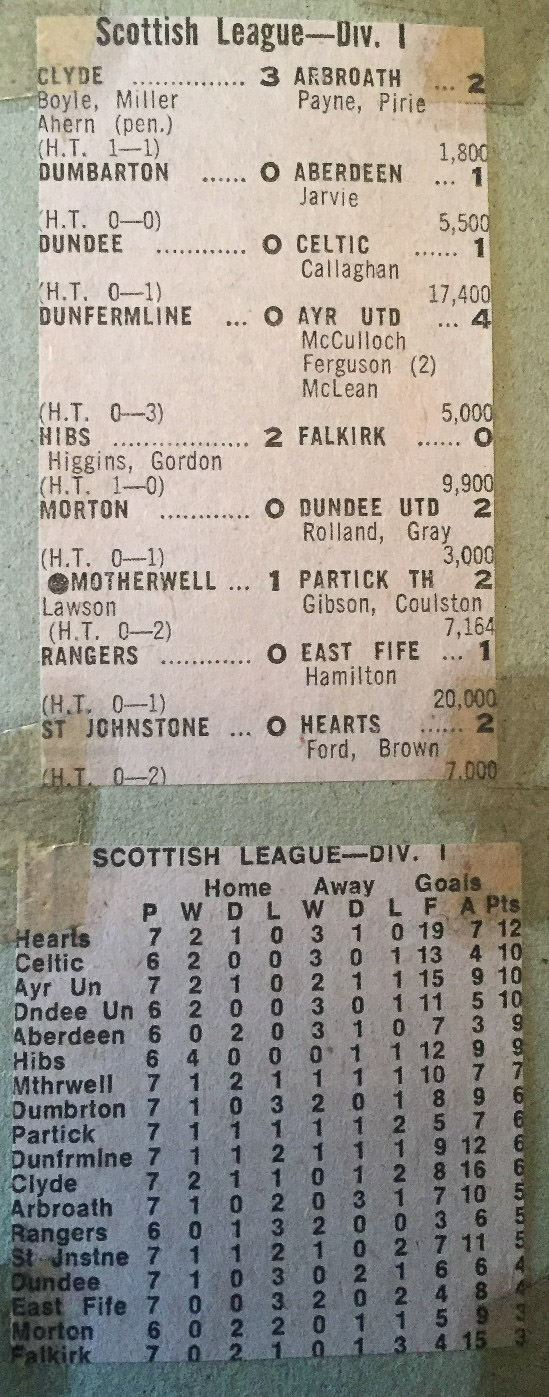 Scottish League—Div. I
CLYDE .............. 3 ARBROATH ... 2
Boyle, Miller Payne, Pirie
Ahern (pen.)
(H.T. 1—1) 1,800
DUMBARTON ...... 0 ABERDEEN ... 1
Jarvie
(H.T. 0—0) 5,500
DUNDEE ............ 0 CELTIC ...... 1
Callaghan
(H.T. 0—1) 17,400
DUNFERMLINE ... 0 AYR UTD ... 4
McCulloch
Ferguson (2)
McLean
(H.T. 0—3) 5,000
HIBS ................. 2 FALKIRK ...... 0
Higgins, Gordon
(H.T. 1—0) 9,900
MORTON ............ 0 DUNDEE UTD 2
Rolland, Gray
(H.T. 0—1) 3,000
●MOTHERWELL ... 1 PARTICK TH 2
Lawson Gibson, Coulston
(H.T. 0—2) 7,164
RANGERS ............ 0 EAST FIFE ... 1
Hamilton
(H.T. 0—1) 20,000
ST JOHNSTONE ... 0 HEARTS ...... 2
Ford, Brown
(H.T. 0—2) 7,000
SCOTTISH LEAGUE—DIV. I
Home Away Goals
P W D L W D L F A Pts
Hearts 7 2 1 0 3 1 0 19 7 12
Celtic 6 2 0 0 3 0 1 13 4 10
Ayr Un 7 2 1 0 2 1 1 15 9 10
Dndee Un 6 2 0 0 3 0 1 11 5 10
Aberdeen 6 0 2 0 3 1 0 7 3 9
Hibs 6 4 0 0 0 1 1 12 9 9
Mthrwell 7 1 2 1 1 1 1 10 7 7
Dumbrton 7 1 0 3 2 0 1 8 9 6
Partick 7 1 1 1 1 1 2 5 7 6
Dunfrmlne 7 1 1 2 1 1 1 9 12 6
Clyde 7 2 1 1 0 1 2 8 16 6
Arbroath 7 1 0 2 0 3 1 7 10 5
Rangers 6 0 1 3 2 0 0 3 6 5
St Jnstne 7 1 1 2 1 0 2 7 11 5
Dundee 7 1 0 3 0 2 1 6 6 4
East Fife 7 0 0 3 2 0 2 4 8 4
Morton 6 0 2 2 0 1 1 5 9 3
Falkirk 7 0 2 1 0 1 3 4 15 3